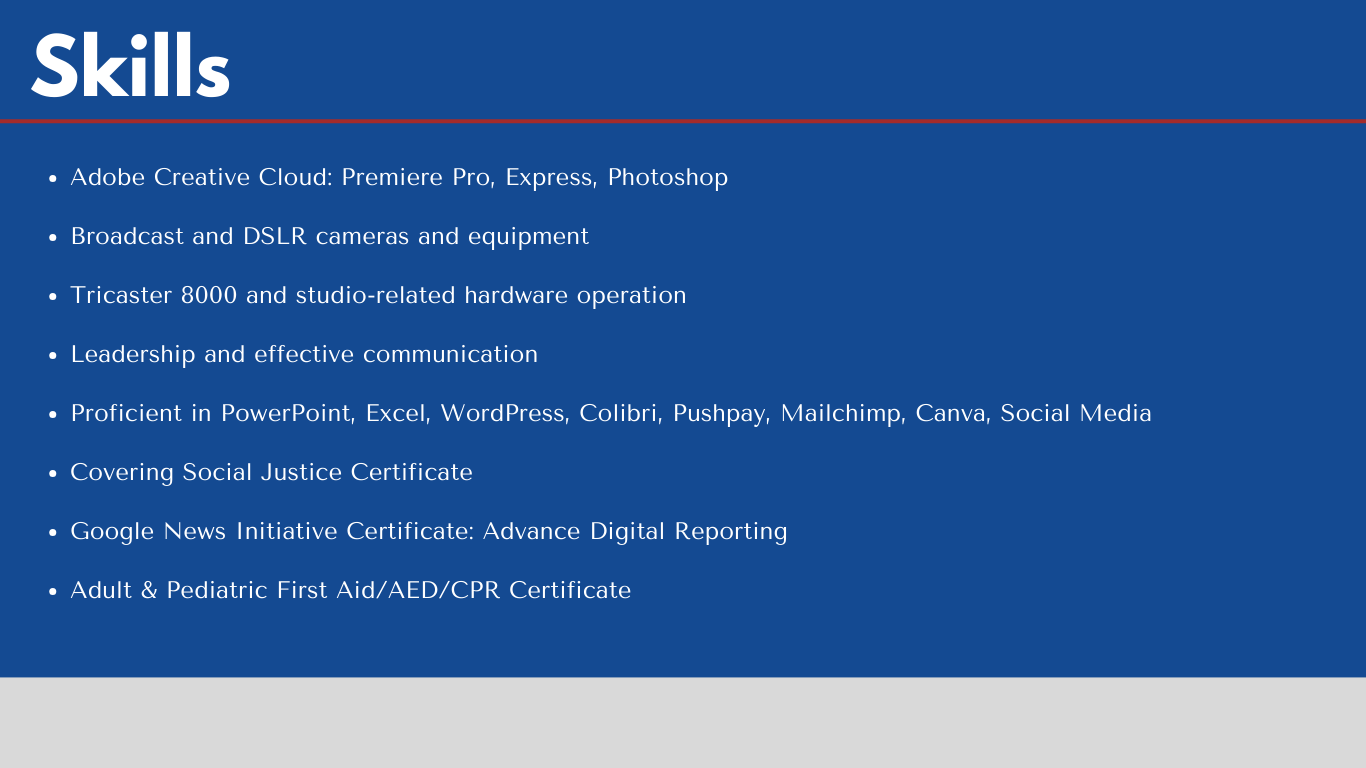 Skills
• Adobe Creative Cloud: Premiere Pro, Express, Photoshop
• Broadcast and DSLR cameras and equipment
• Tricaster 8000 and studio-related hardware operation
• Leadership and effective communication
• Proficient in PowerPoint, Excel, WordPress, Colibri, Pushpay, Mailchimp, Canva, Social Media
• Covering Social Justice Certificate
• Google News Initiative Certificate: Advance Digital Reporting
• Adult & Pediatric First Aid/AED/CPR Certificate